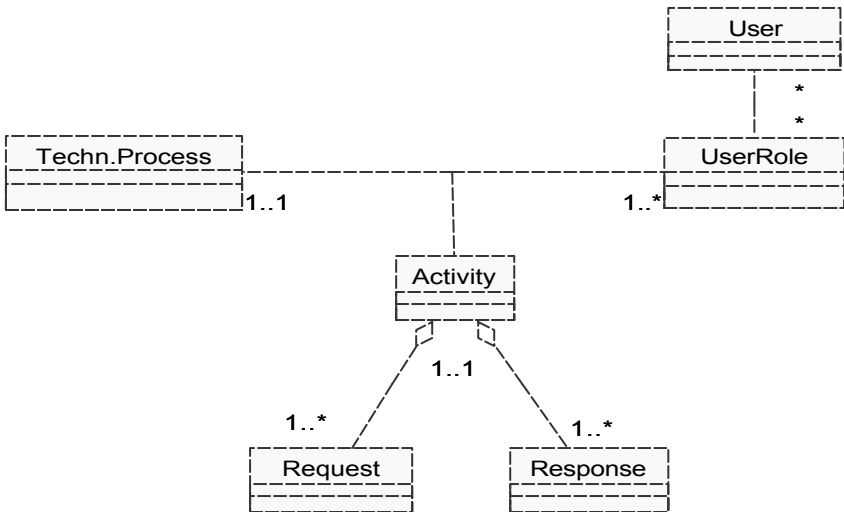 User
*
*
Techn.Process
UserRole
1..1
1..*
Activity
1..1
1..*
1..*
Request
Response